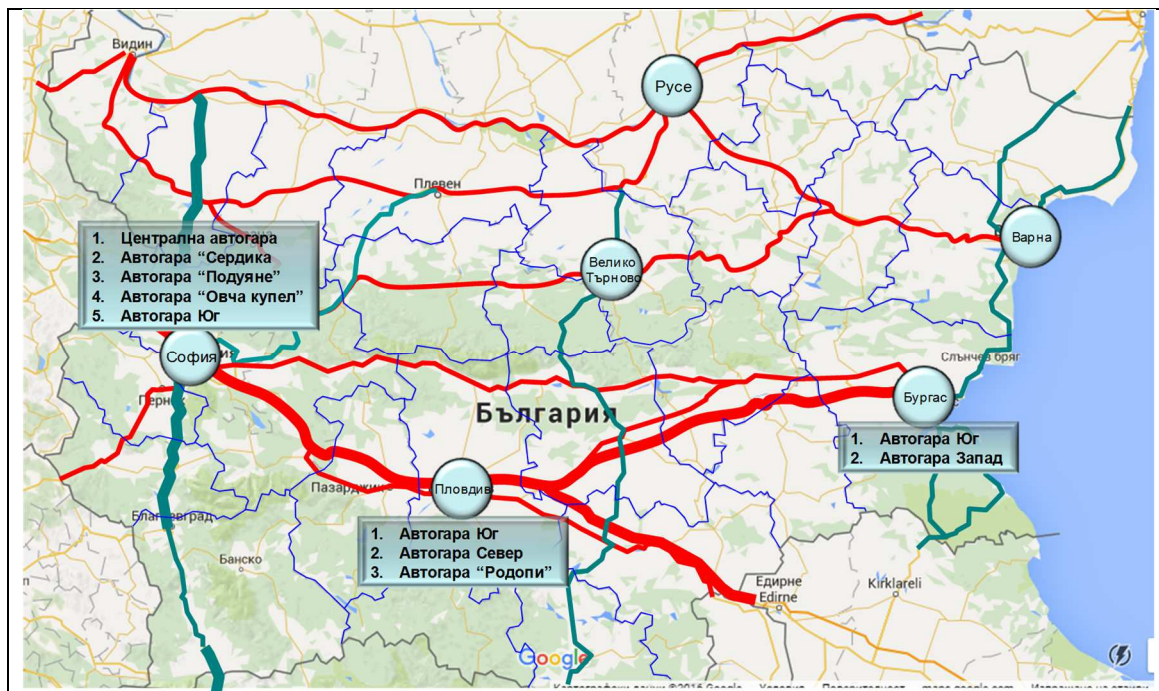 Видин
Русе
Плевен
1. Централна автогара
2. Автогара “Сердика
3. Автогара “Подуяне”
4. Автогара “Овча купел”
5. Автогара Юг
Варна
Велико
Търново
София
Слънчев бряг
Бургас
България
1. Автогара Юг
2. Автогара Запад
Пазарджик
Пловдив
1. Автогара Юг
2. Автогара Север
3. Автогара “Родопи”
Благоевград
Банско
Едирне
Edirne
Kirklareli
Google